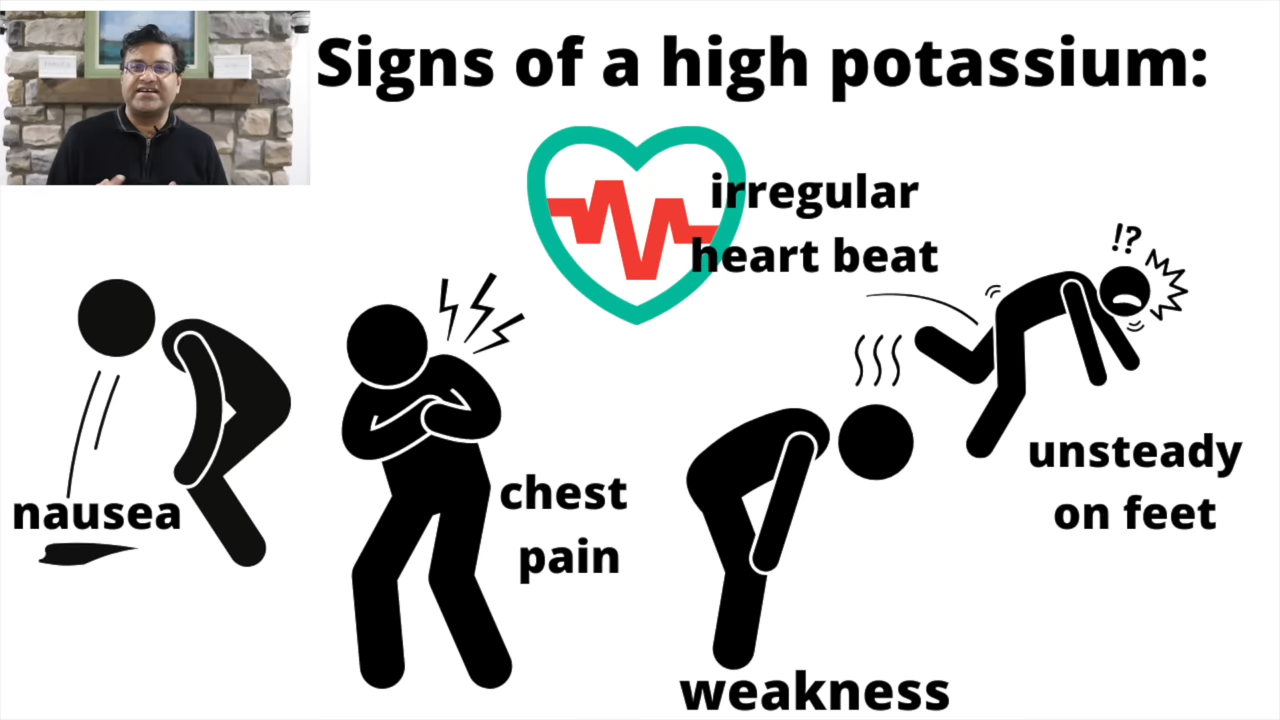 Signs of a high potassium:
irregular
heart beat
!?
nausea
chest
pain
unsteady
on feet
weakness